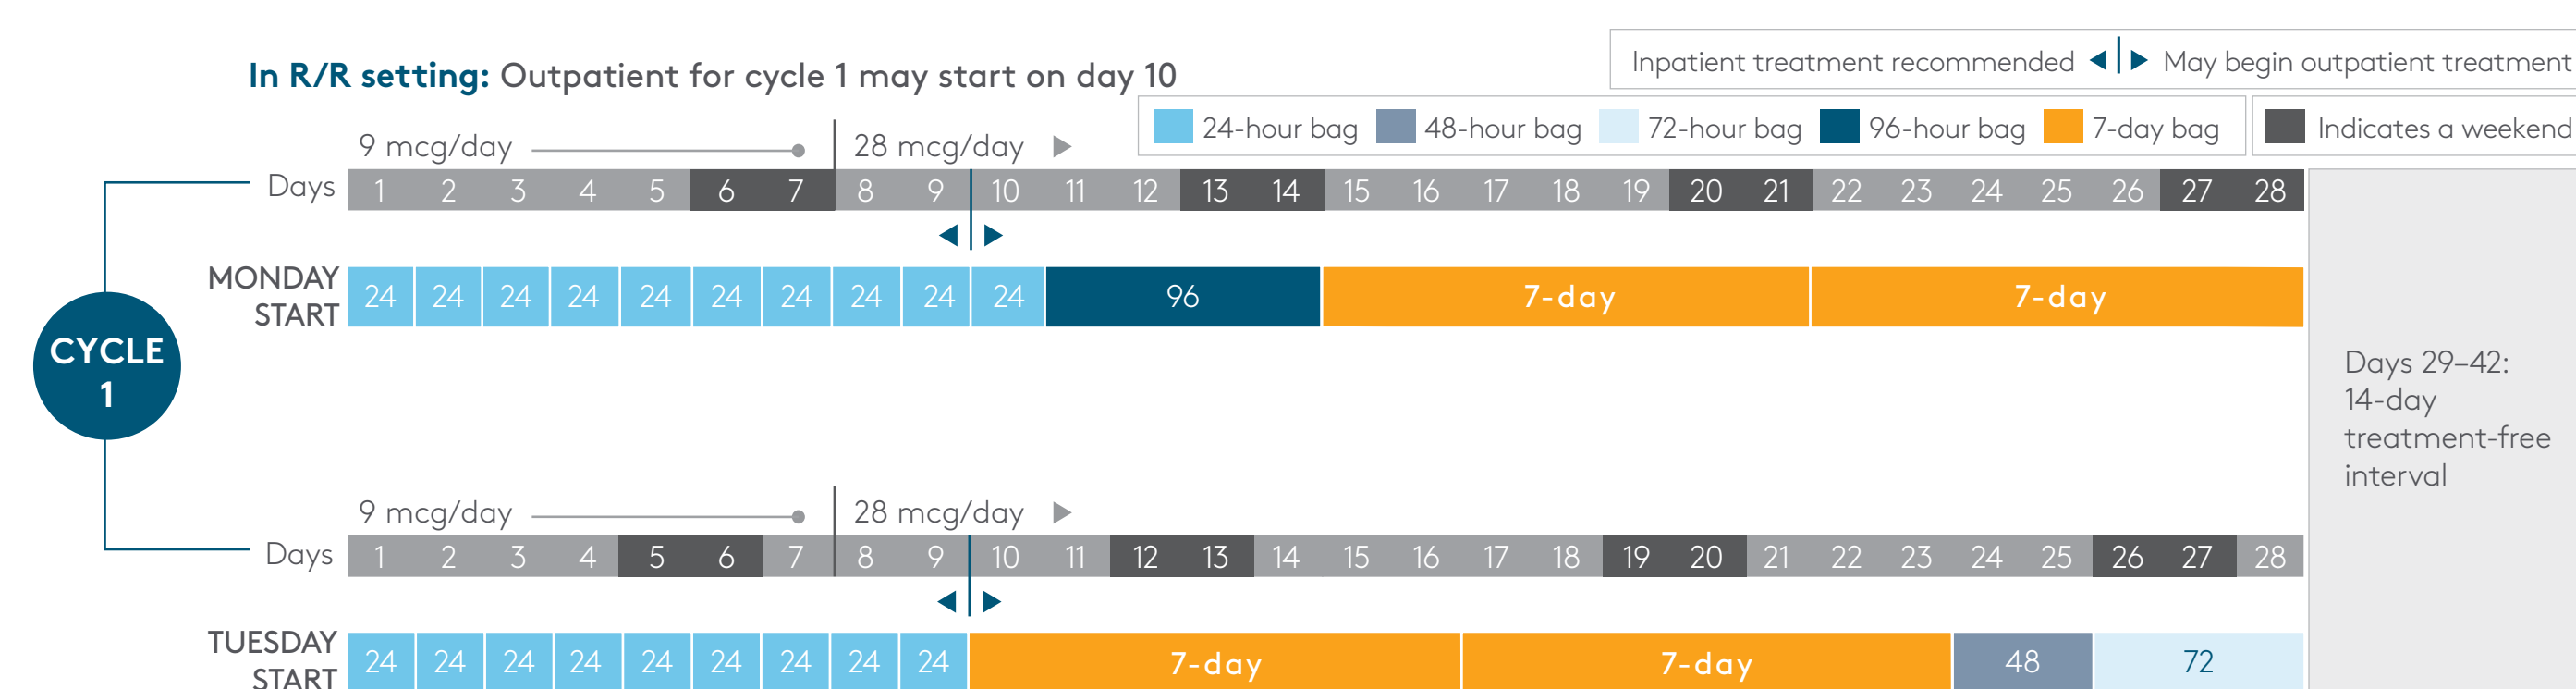 In R/R setting: Outpatient for cycle 1 may start on day 10
Inpatient treatment recommended May begin outpatient treatment
24-hour bag 48-hour bag 72-hour bag 96-hour bag 7-day bag Indicates a weekend
9 mcg/day 28 mcg/day
Days 1 2 3 4 5 6 7 8 9 10 11 12 13 14 15 16 17 18 19 20 21 22 23 24 25 26 27 28
MONDAY
START
24 24 24 24 24 24 24 24 24 24 96 7-day 7-day
CYCLE
1
Days 29–42:
14-day
treatment-free
interval
9 mcg/day 28 mcg/day
Days 1 2 3 4 5 6 7 8 9 10 11 12 13 14 15 16 17 18 19 20 21 22 23 24 25 26 27 28
TUESDAY
START
24 24 24 24 24 24 24 24 24 7-day 7-day 48 72